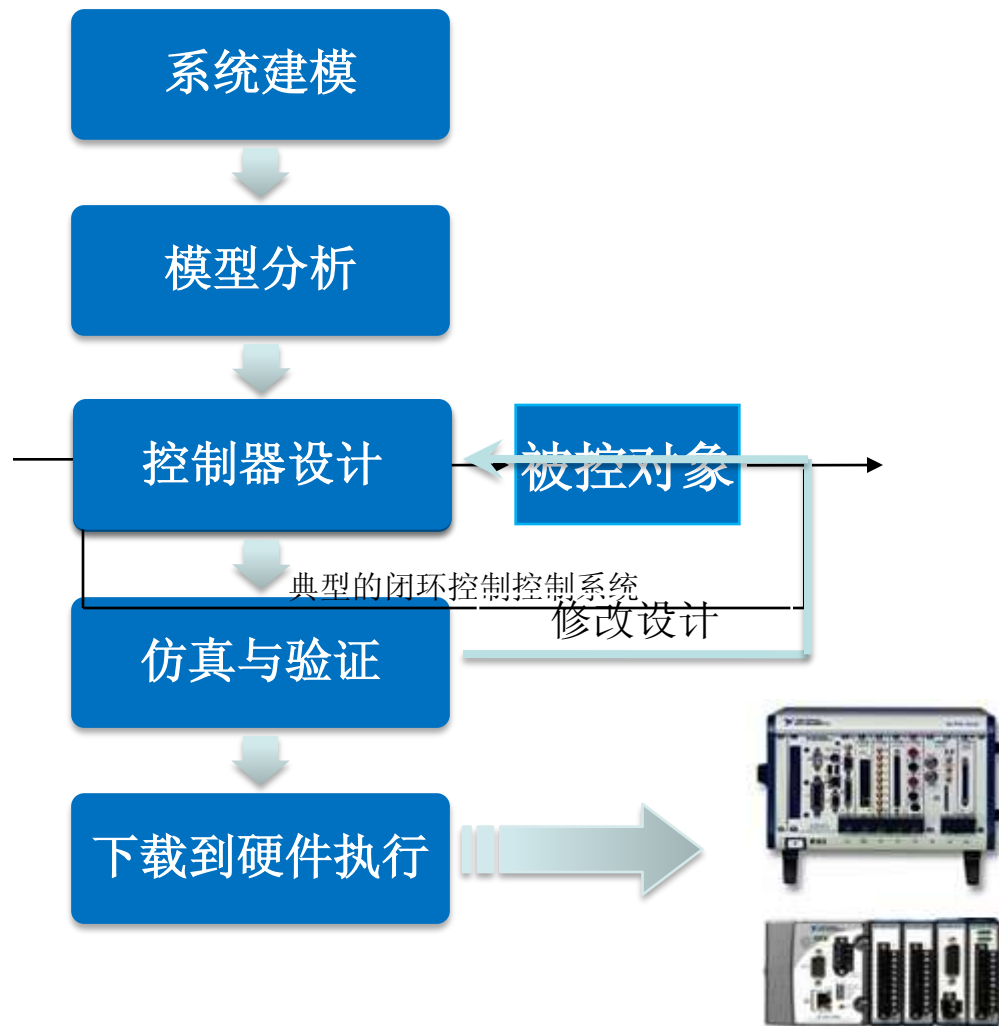 系统建模
模型分析
控制器设计
被控对象
典型的闭环控制控制系统
修改设计
仿真与验证
下载到硬件执行